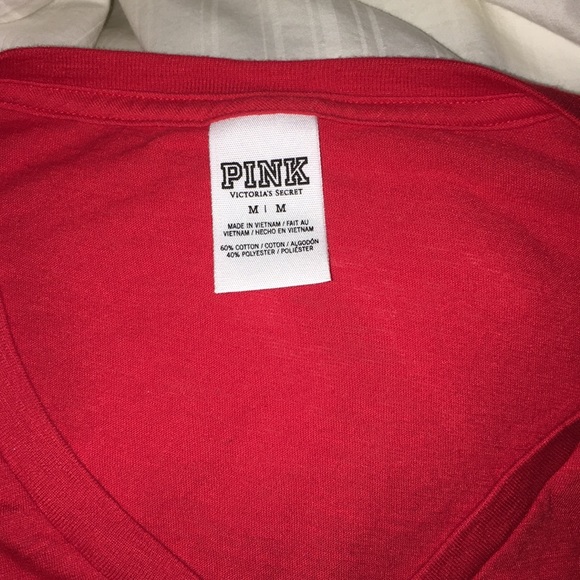 PINK
VICTORIA'S SECRET
M | M
MADE IN VIETNAM / FAIT AU
VIETNAM / HECHO EN VIETNAM
60% COTTON / COTON / ALGODÓN
40% POLYESTER / POLIÉSTER